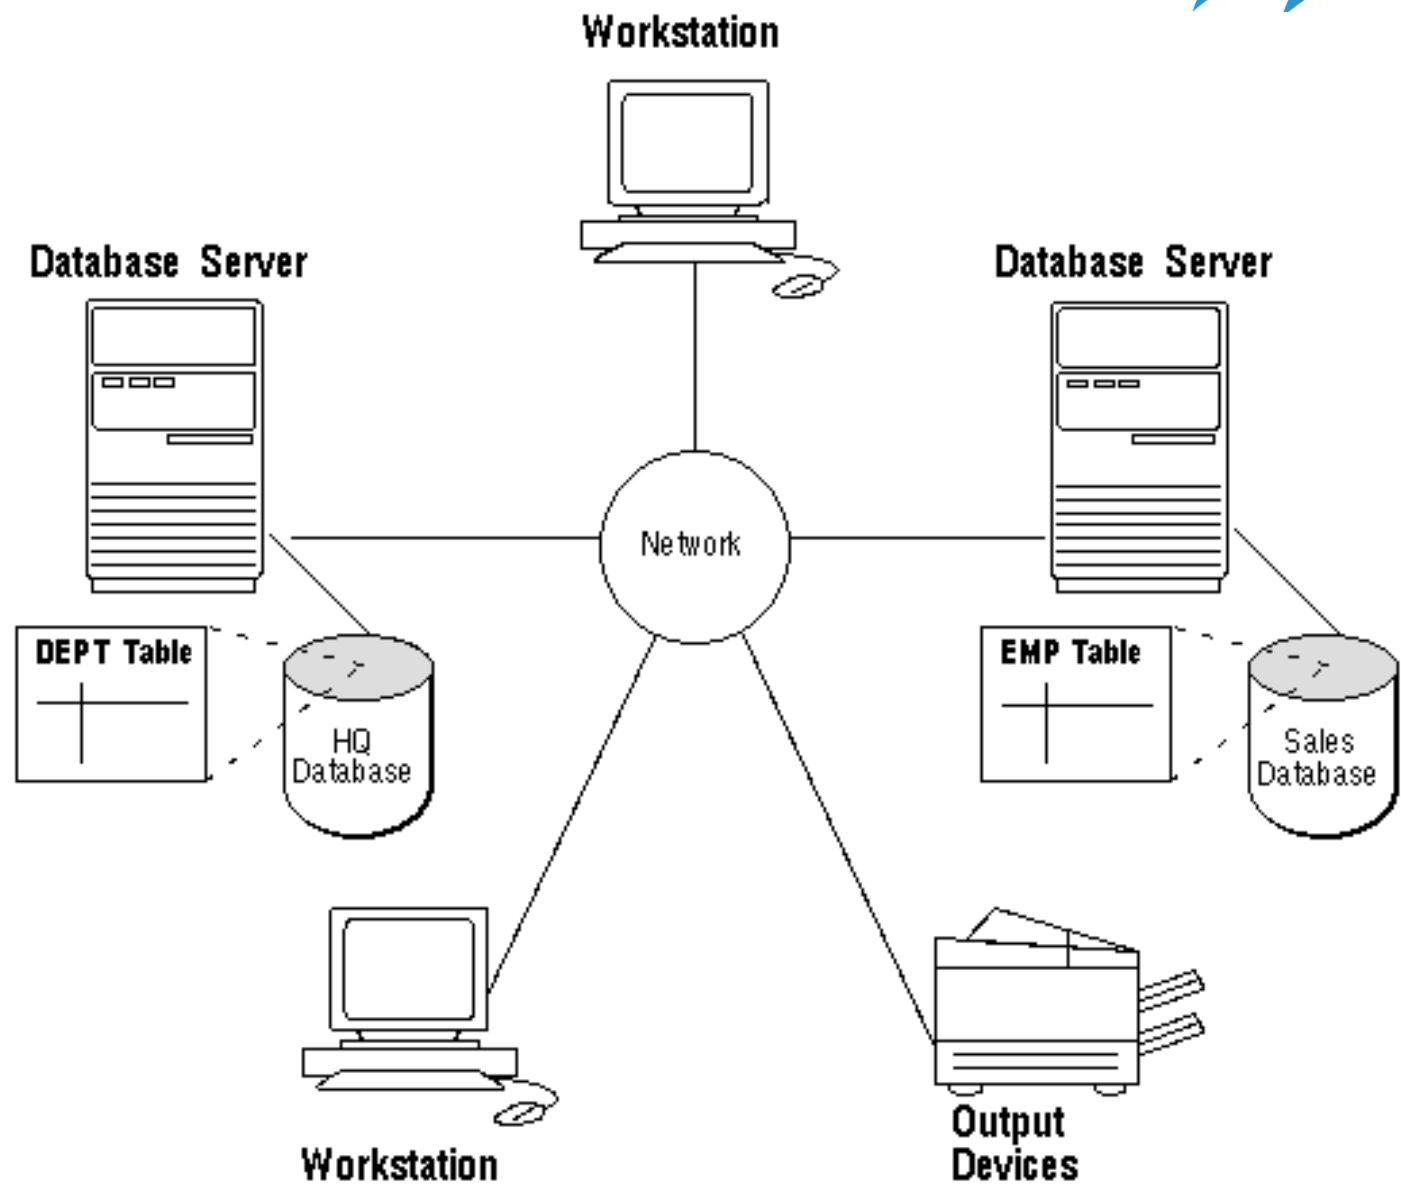 Workstation
Database Server
Database Server
Network
DEPT Table
HQ
Database
EMP Table
Sales
Database
Workstation
Output
Devices